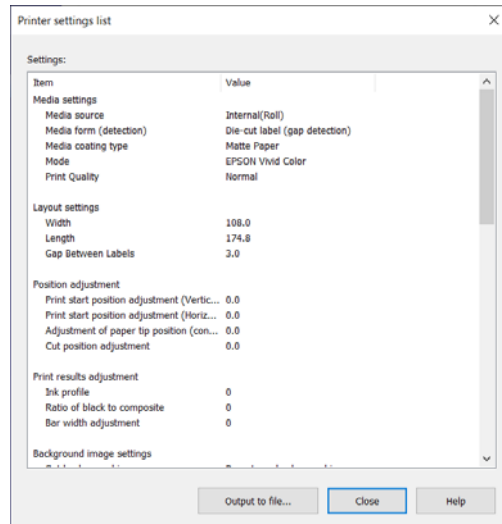 Printer settings list
Settings:
Item Value
Media settings
Media source Internal(Roll)
Media form (detection) Die-cut label (gap detection)
Media coating type Matte Paper
Mode EPSON Vivid Color
Print Quality Normal
Layout settings
Width 108.0
Length 174.8
Gap Between Labels 3.0
Position adjustment
Print start position adjustment (Vertic... 0.0
Print start position adjustment (Horiz... 0.0
Adjustment of paper tip position (con... 0.0
Cut position adjustment 0.0
Print results adjustment
Ink profile 0
Ratio of black to composite 0
Bar width adjustment 0
Background image settings
Output to file... Close Help